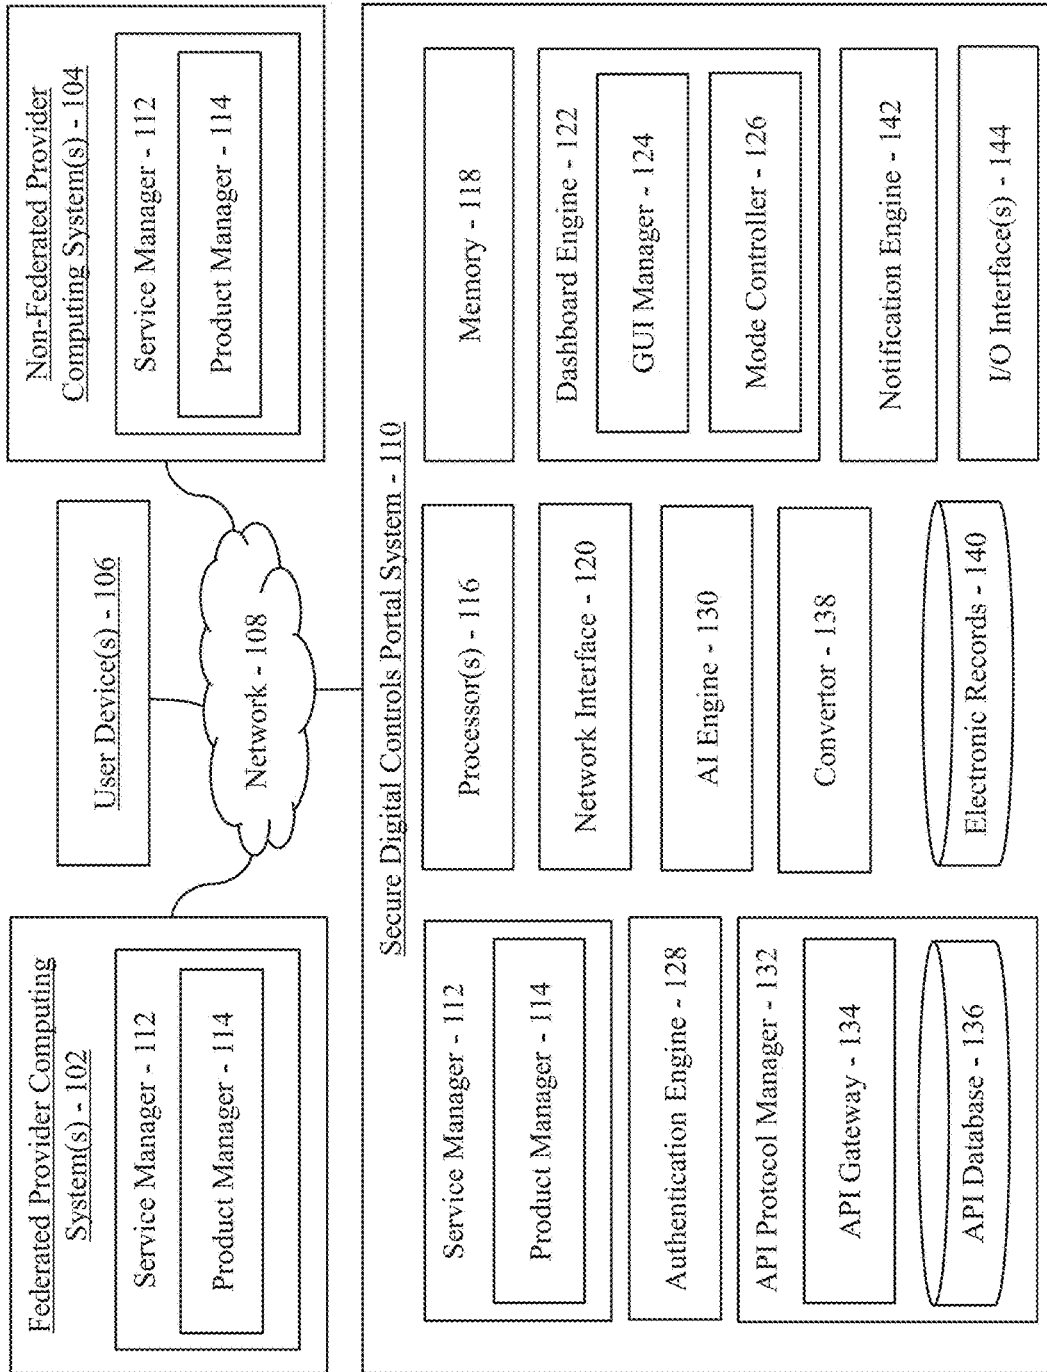 Federated Provider Computing
System(s) - 102
Service Manager - 112
Product Manager - 114
User Device(s) - 106
Network - 108
Non-Federated Provider
Computing System(s) - 104
Service Manager - 112
Product Manager - 114
Secure Digital Controls Portal System - 110
Service Manager - 112
Product Manager - 114
Authentication Engine - 128
API Protocol Manager - 132
API Gateway - 134
API Database - 136
Processor(s) - 116
Network Interface - 120
AI Engine - 130
Convertor - 138
Electronic Records - 140
Memory - 118
Dashboard Engine - 122
GUI Manager - 124
Mode Controller - 126
Notification Engine - 142
I/O Interface(s) - 144